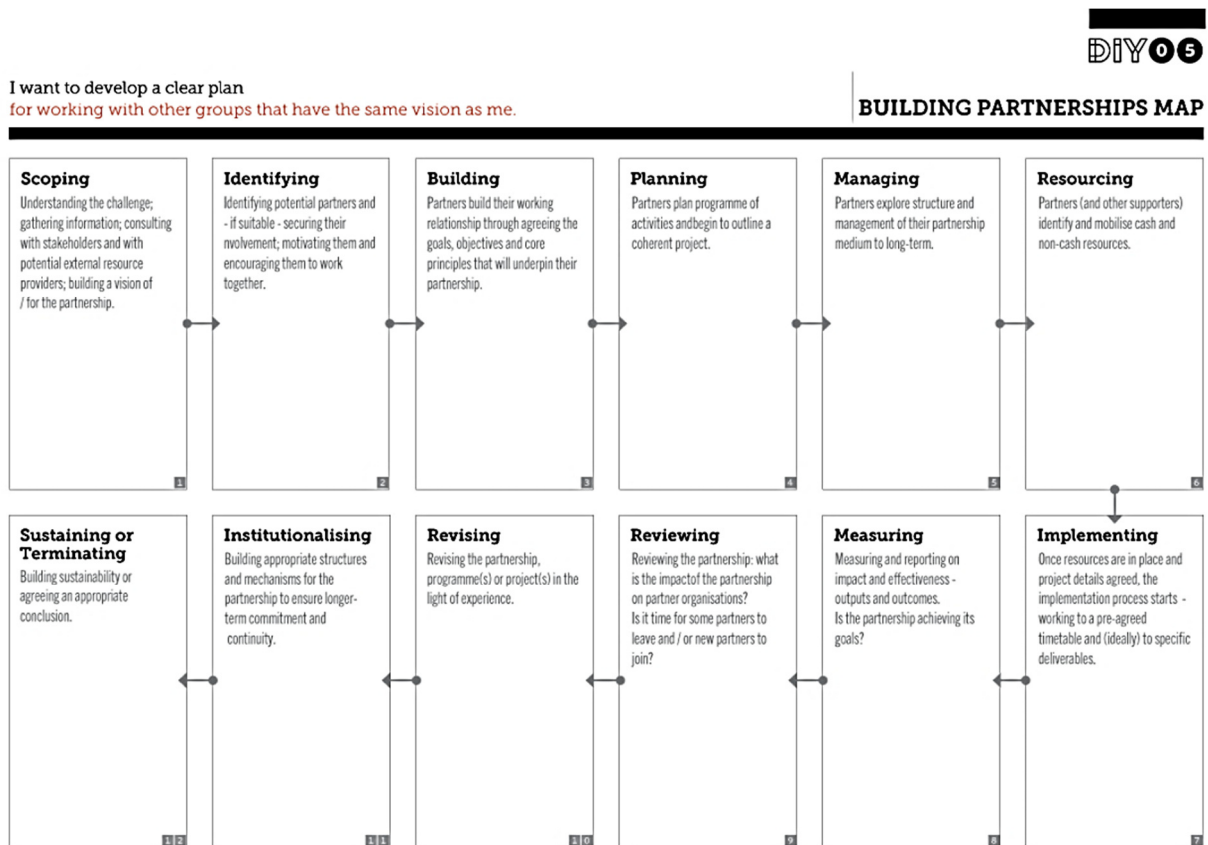 DIY05
I want to develop a clear plan
for working with other groups that have the same vision as me.
BUILDING PARTNERSHIPS MAP
Scoping
Understanding the challenge;
gathering information; consulting
with stakeholders and with
potential external resource
providers; building a vision of
/ for the partnership.
1
Identifying
Identifying potential partners and
- if suitable - securing their
nvolvement; motivating them and
encouraging them to work
together.
2
Building
Partners build their working
relationship through agreeing the
goals, objectives and core
principles that will underpin their
partnership.
3
Planning
Partners plan programme of
activities andbegin to outline a
coherent project.
4
Managing
Partners explore structure and
management of their partnership
medium to long-term.
5
Resourcing
Partners (and other supporters)
identify and mobilise cash and
non-cash resources.
6
Implementing
Once resources are in place and
project details agreed, the
implementation process starts -
working to a pre-agreed
timetable and (ideally) to specific
deliverables.
7
Measuring
Measuring and reporting on
impact and effectiveness -
outputs and outcomes.
Is the partnership achieving its
goals?
8
Reviewing
Reviewing the partnership: what
is the impactof the partnership
on partner organisations?
Is it time for some partners to
leave and / or new partners to
join?
9
Revising
Revising the partnership,
programme(s) or project(s) in the
light of experience.
10
Institutionalising
Building appropriate structures
and mechanisms for the
partnership to ensure longer-
term commitment and
continuity.
11
Sustaining or
Terminating
Building sustainability or
agreeing an appropriate
conclusion.
12